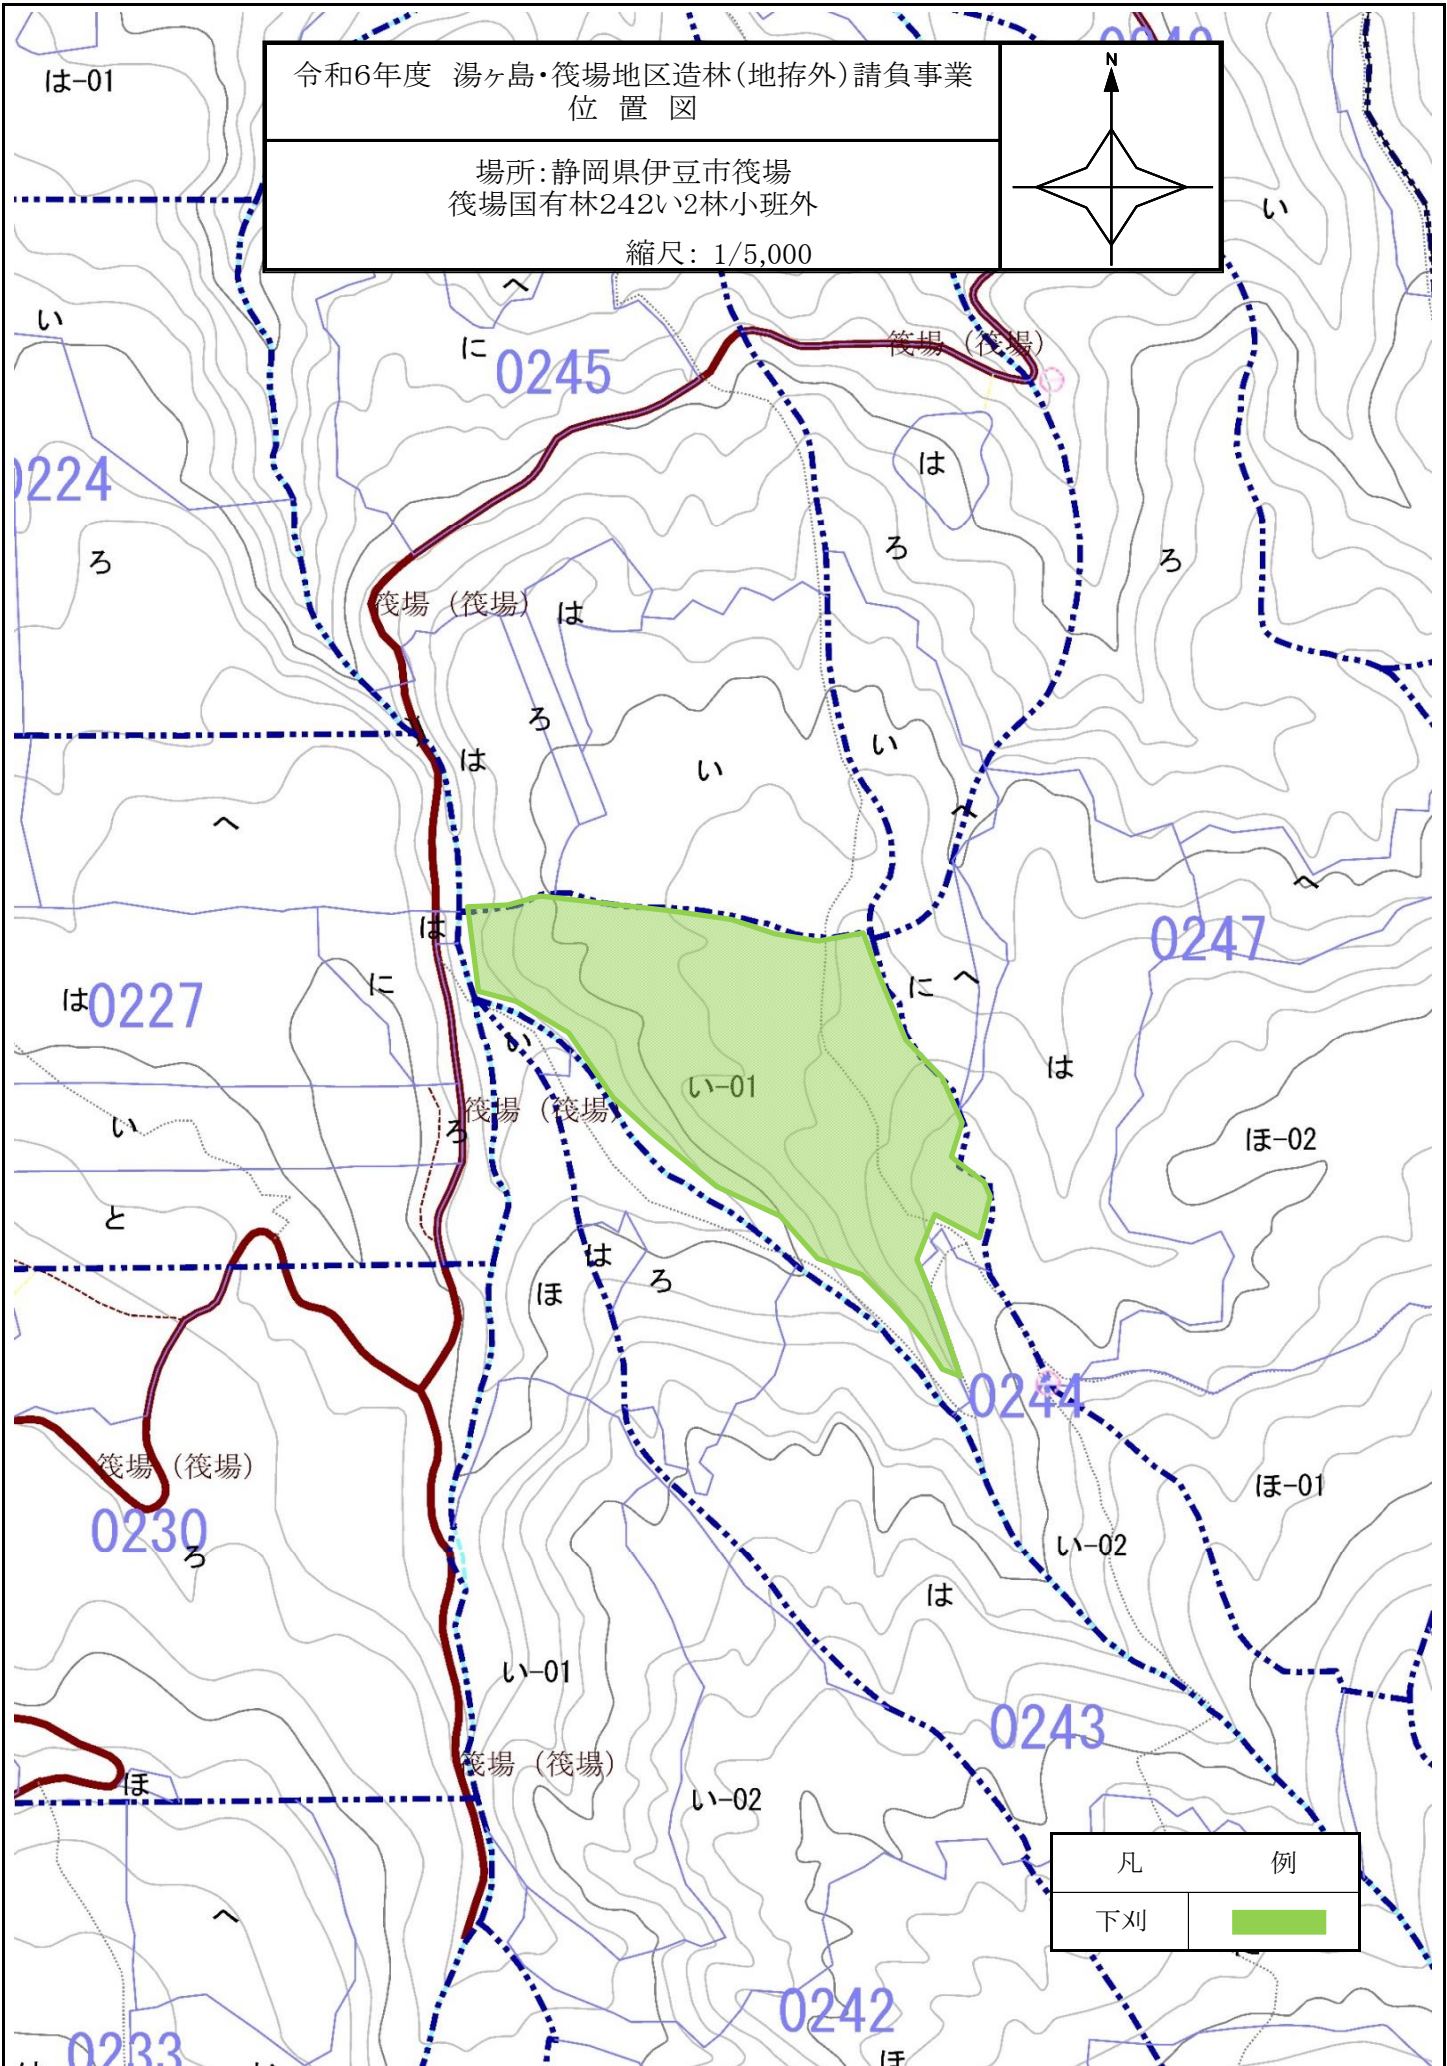 令和6年度 湯ヶ島・筏場地区造林(地拵外)請負事業
位置図
場所:静岡県伊豆市筏場
筏場国有林242い2林小班外
縮尺: 1/5,000
N
は-01
い
へ
い
に
0245
筏場 (筏場)
は
0224
ろ
ろ
ろ
筏場 (筏場)
は
ろ
い
は
い
へ
へ
へ
は
0247
に
へ
に
は
0227
い
は
い-01
筏場 (筏場)
ろ
い
ほ-02
と
は
ろ
ほ
0244
筏場 (筏場)
ほ-01
0230
ろ
い-02
は
い-01
0243
筏場 (筏場)
ほ
い-02
凡例
下刈
へ
0242
0233
ほ